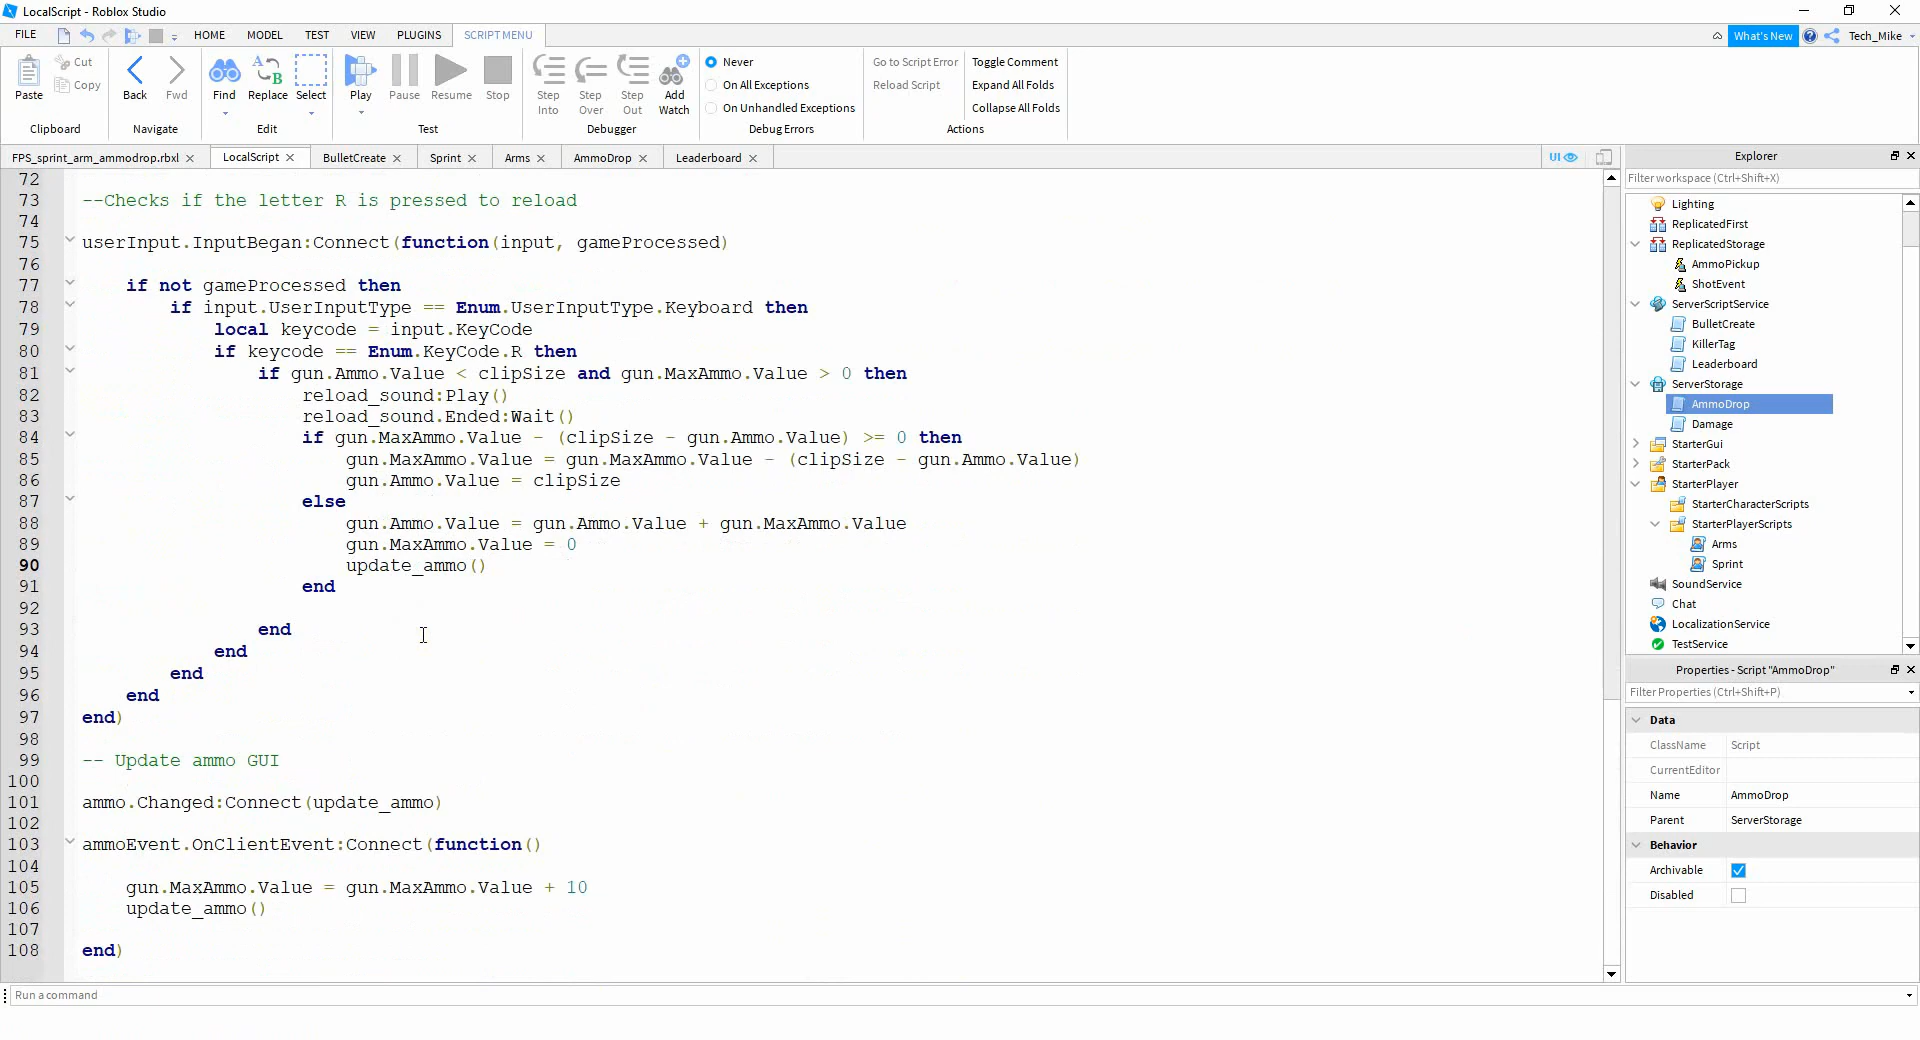 LocalScript - Roblox Studio
FILE HOME MODEL TEST VIEW PLUGINS SCRIPT MENU What's New Tech_Mike
Paste Cut Copy
Clipboard
Back Fwd
Navigate
Find Replace Select
Edit
Play Pause Resume Stop
Test
Step Into Step Over Step Out Add Watch
Debugger
Never
On All Exceptions
On Unhandled Exceptions
Debug Errors
Go to Script Error
Reload Script
Toggle Comment
Expand All Folds
Collapse All Folds
Actions
FPS_sprint_arm_ammodrop.rbxl LocalScript BulletCreate Sprint Arms AmmoDrop Leaderboard UI
72
73 --Checks if the letter R is pressed to reload
74
75 userInput.InputBegan:Connect(function(input, gameProcessed)
76
77 if not gameProcessed then
78 if input.UserInputType == Enum.UserInputType.Keyboard then
79 local keycode = input.KeyCode
80 if keycode == Enum.KeyCode.R then
81 if gun.Ammo.Value < clipSize and gun.MaxAmmo.Value > 0 then
82 reload_sound:Play()
83 reload_sound.Ended:Wait()
84 if gun.MaxAmmo.Value - (clipSize - gun.Ammo.Value) >= 0 then
85 gun.MaxAmmo.Value = gun.MaxAmmo.Value - (clipSize - gun.Ammo.Value)
86 gun.Ammo.Value = clipSize
87 else
88 gun.Ammo.Value = gun.Ammo.Value + gun.MaxAmmo.Value
89 gun.MaxAmmo.Value = 0
90 update_ammo()
91 end
92
93 end
94 end
95 end
96 end
97 end)
98
99 -- Update ammo GUI
100
101 ammo.Changed:Connect(update_ammo)
102
103 ammoEvent.OnClientEvent:Connect(function()
104
105 gun.MaxAmmo.Value = gun.MaxAmmo.Value + 10
106 update_ammo()
107
108 end)
Run a command
Explorer
Filter workspace (Ctrl+Shift+X)
Lighting
ReplicatedFirst
ReplicatedStorage
AmmoPickup
ShotEvent
ServerScriptService
BulletCreate
KillerTag
Leaderboard
ServerStorage
AmmoDrop
Damage
StarterGui
StarterPack
StarterPlayer
StarterCharacterScripts
StarterPlayerScripts
Arms
Sprint
SoundService
Chat
LocalizationService
TestService
Properties - Script "AmmoDrop"
Filter Properties (Ctrl+Shift+P)
Data
ClassName Script
CurrentEditor
Name AmmoDrop
Parent ServerStorage
Behavior
Archivable
Disabled